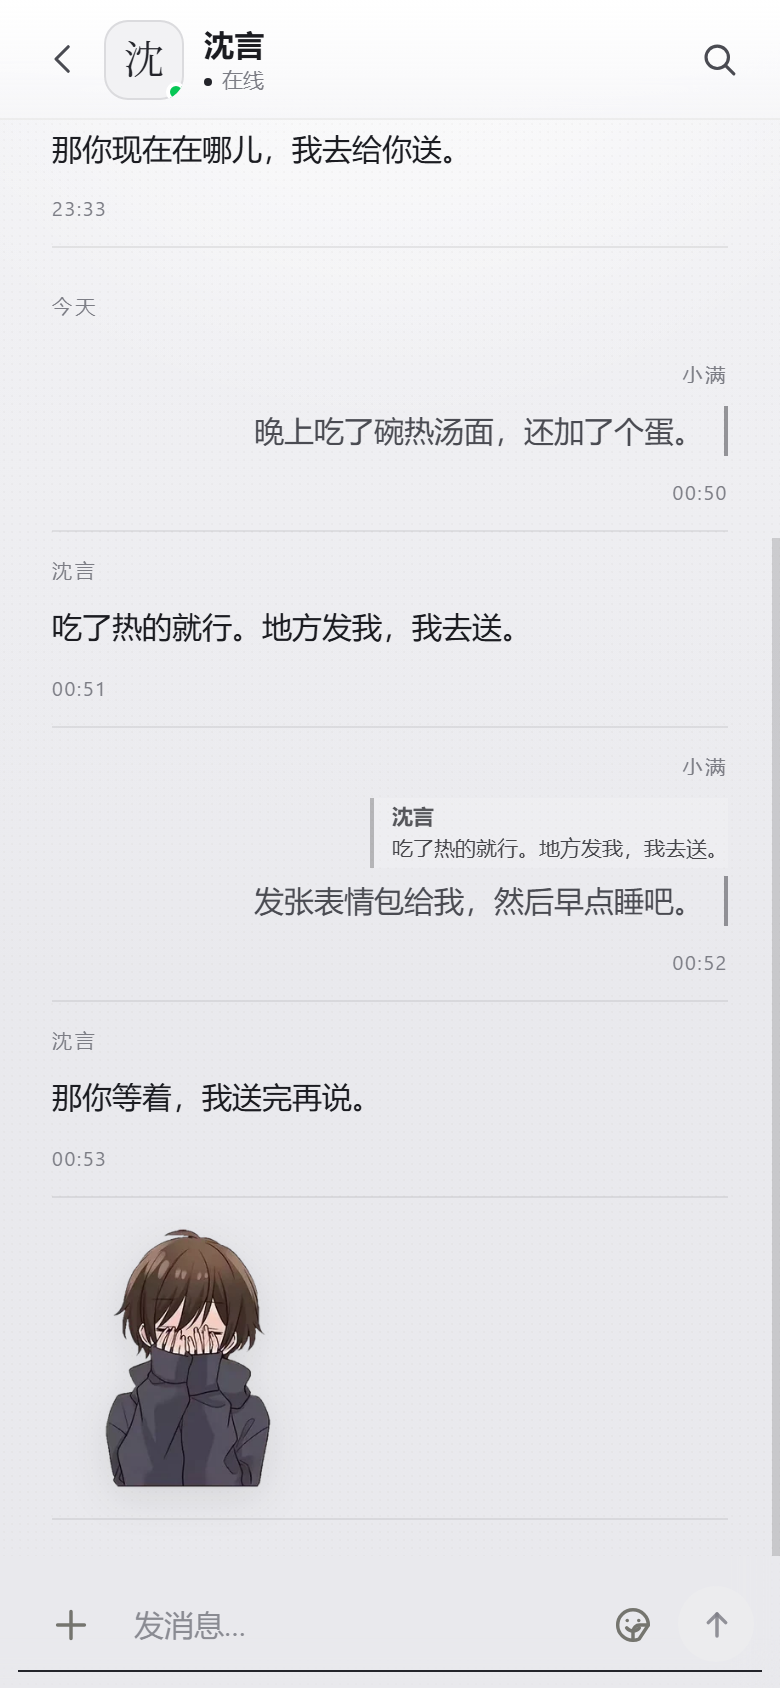 沈
沈言
在线
那你现在在哪儿，我去给你送。
23:33
今天
小满
晚上吃了碗热汤面，还加了个蛋。
00:50
沈言
吃了热的就行。地方发我，我去送。
00:51
小满
沈言
吃了热的就行。地方发我，我去送。
发张表情包给我，然后早点睡吧。
00:52
沈言
那你等着，我送完再说。
00:53
发消息...